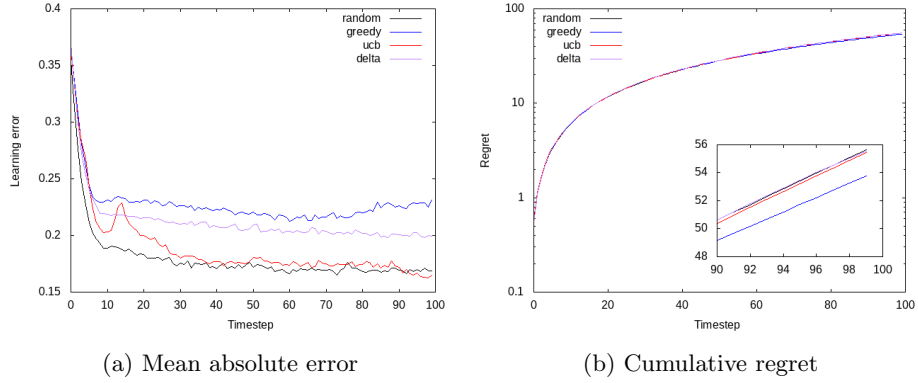 0.4
0.35
0.3
0.25
0.2
0.15
0 10 20 30 40 50 60 70 80 90 100
Learning error
Timestep
random
greedy
ucb
delta
(a) Mean absolute error
100
10
1
0.1
0 20 40 60 80 100
Regret
Timestep
random
greedy
ucb
delta
56
54
52
50
48
90 92 94 96 98 100
(b) Cumulative regret